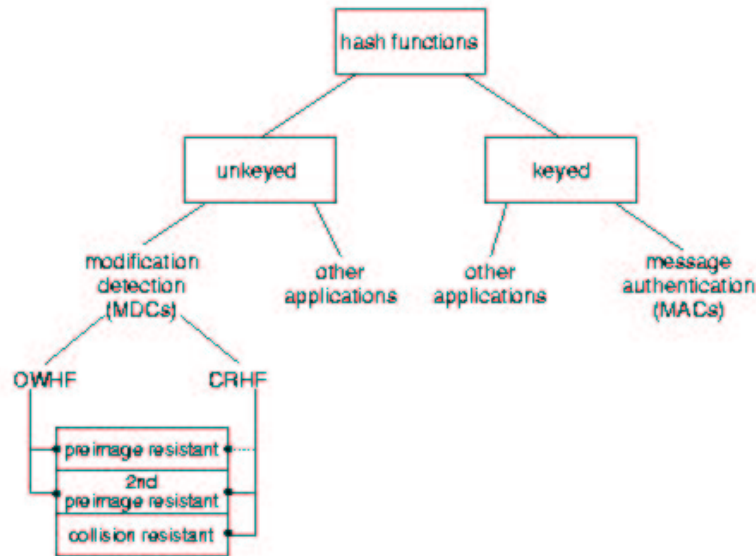 hash functions
unkeyed
keyed
modification
detection
(MDCs)
other
applications
other
applications
message
authentication
(MACs)
OWHF
CRHF
preimage resistant
2nd
preimage resistant
collision resistant